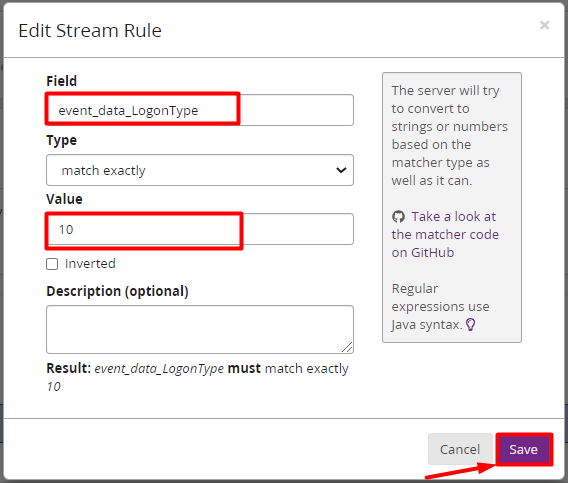 Edit Stream Rule
×
Field
event_data_LogonType
Type
match exactly
Value
10
Inverted
Description (optional)
Result: event_data_LogonType must match exactly
10
The server will try
to convert to
strings or numbers
based on the
matcher type as
well as it can.
Take a look at
the matcher code
on GitHub
Regular
expressions use
Java syntax.
Cancel
Save